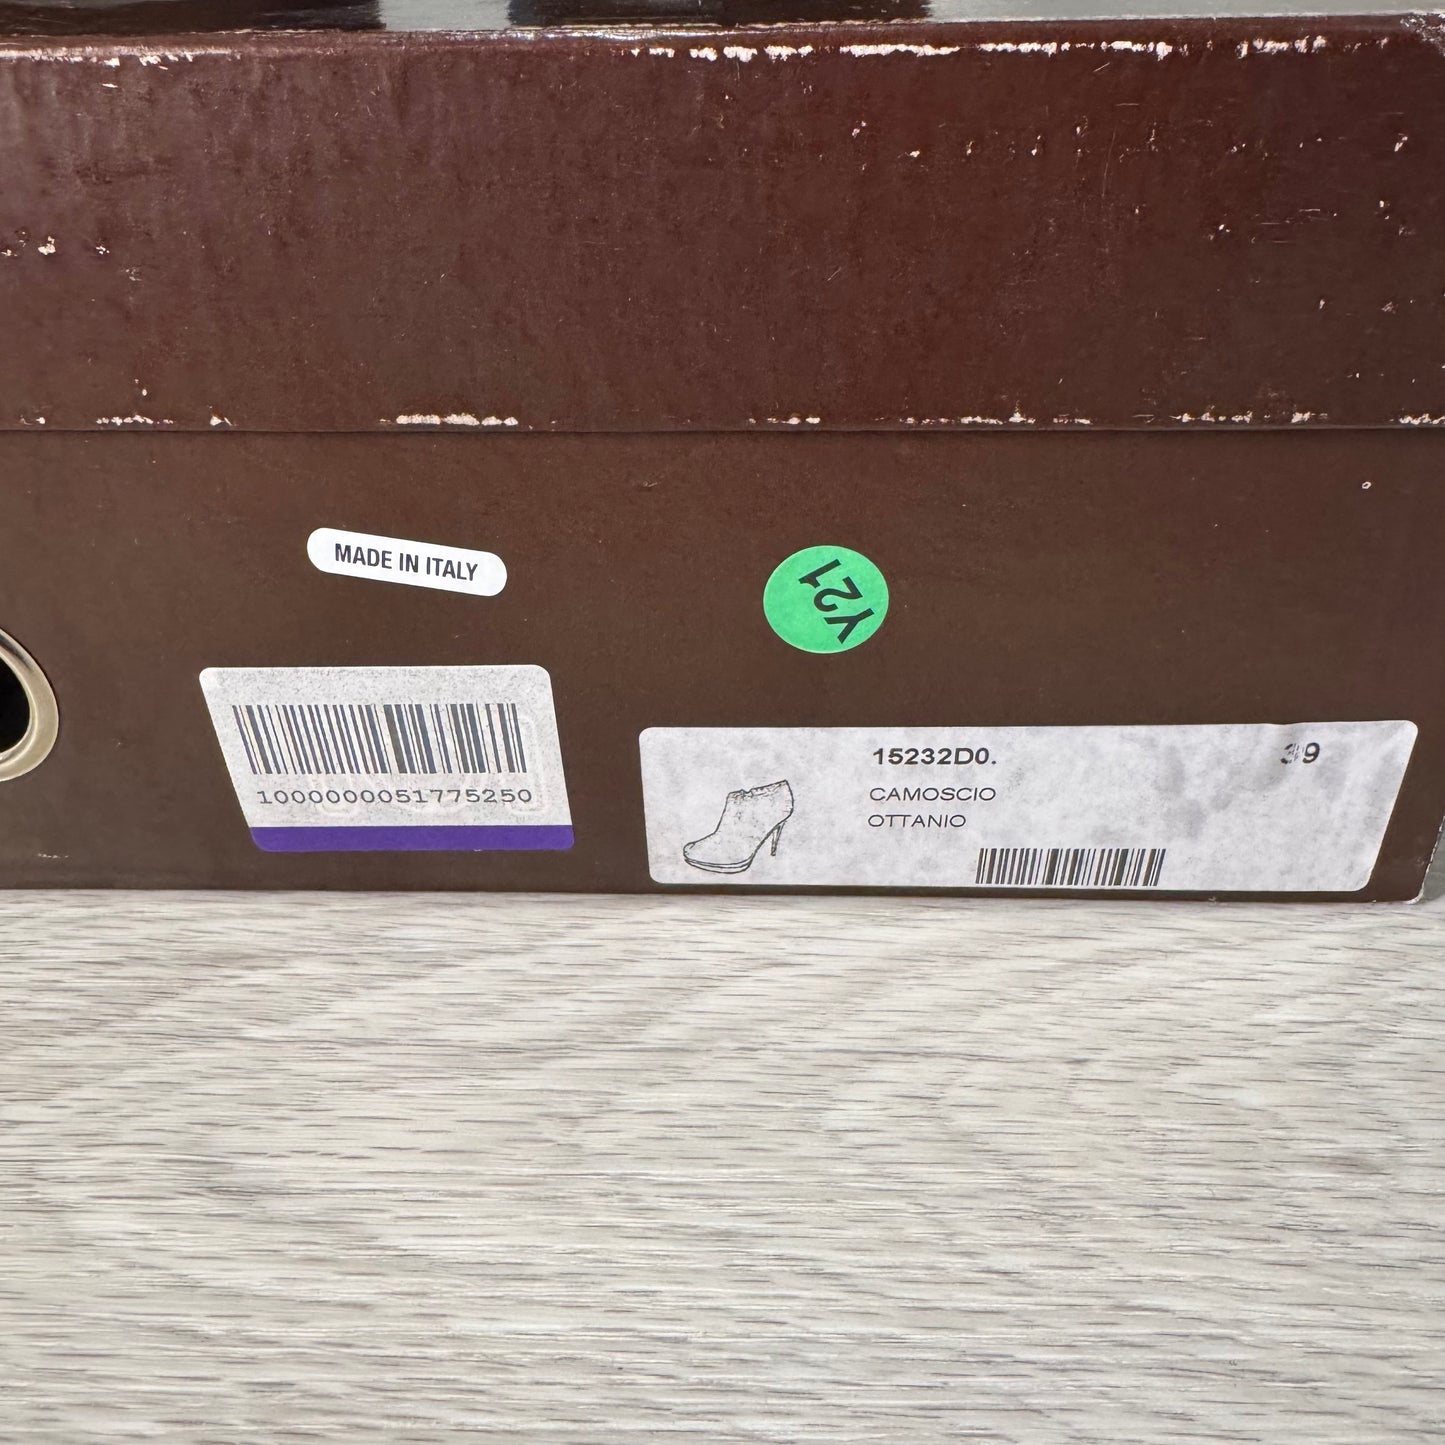 MADE IN ITALY
Y21
1000000051775250
15232D0.
39
CAMOSCIO
OTTANIO